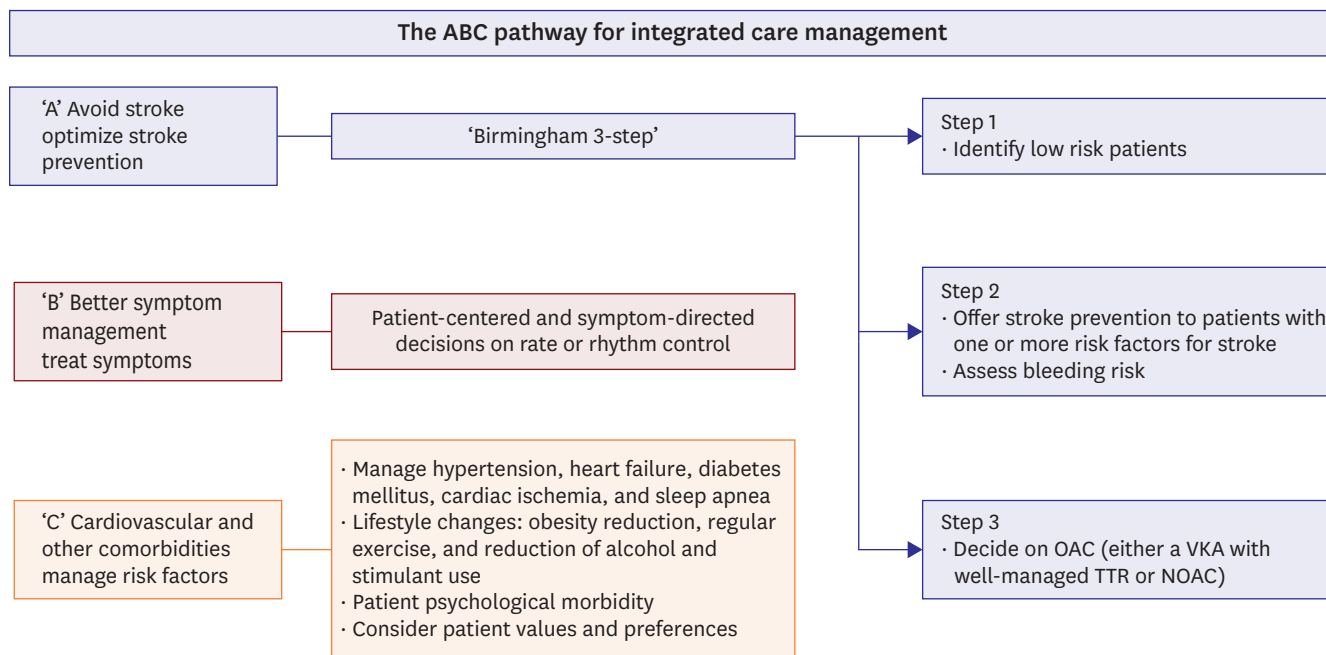 The ABC pathway for integrated care management
‘A’ Avoid stroke
optimize stroke
prevention
‘Birmingham 3-step’
Step 1
· Identify low risk patients
‘B’ Better symptom
management
treat symptoms
Patient-centered and symptom-directed
decisions on rate or rhythm control
Step 2
· Offer stroke prevention to patients with
one or more risk factors for stroke
· Assess bleeding risk
‘C’ Cardiovascular and
other comorbidities
manage risk factors
· Manage hypertension, heart failure, diabetes
mellitus, cardiac ischemia, and sleep apnea
· Lifestyle changes: obesity reduction, regular
exercise, and reduction of alcohol and
stimulant use
· Patient psychological morbidity
· Consider patient values and preferences
Step 3
· Decide on OAC (either a VKA with
well-managed TTR or NOAC)